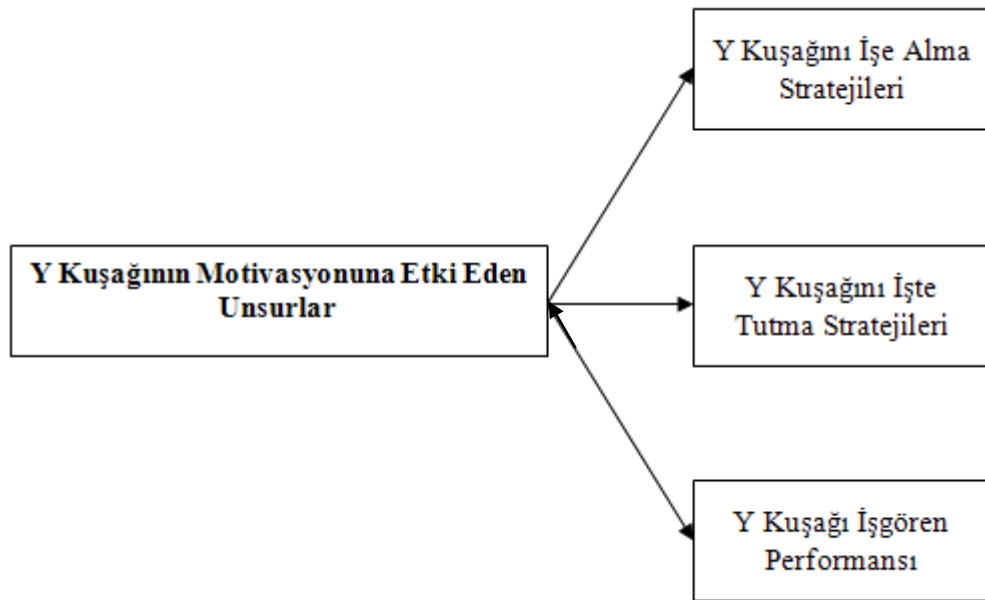 Y Kuşağını İşe Alma
Stratejileri
Y Kuşağının Motivasyonuna Etki Eden
Unsurlar
Y Kuşağını İşte
Tutma Stratejileri
Y Kuşağı İşgören
Performansı